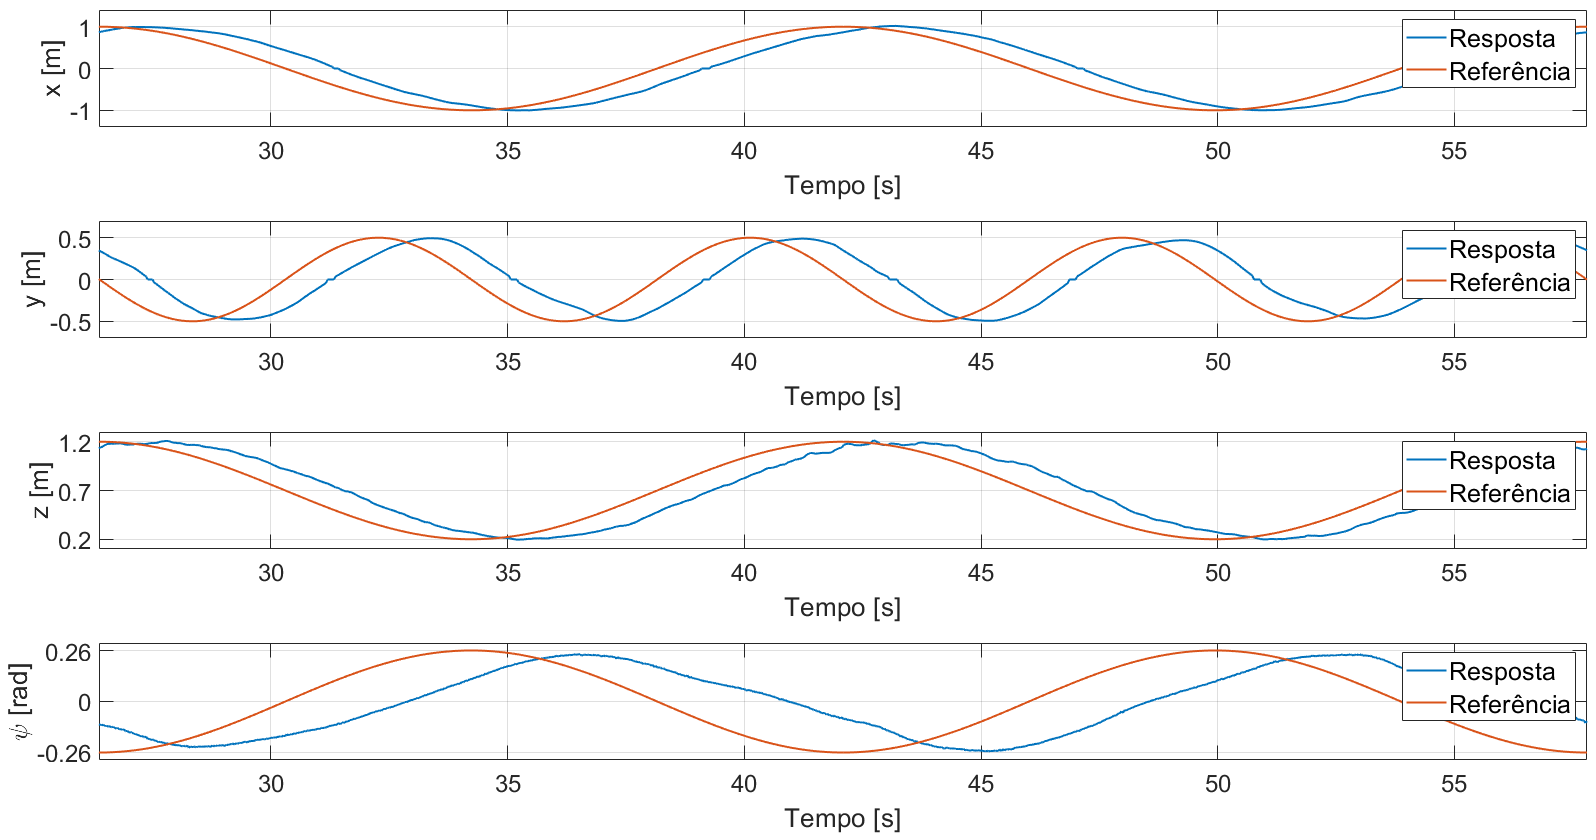 x [m]
1
0
-1
Resposta
Referência
30 35 40 45 50 55
Tempo [s]
y [m]
0.5
0
-0.5
Resposta
Referência
30 35 40 45 50 55
Tempo [s]
z [m]
1.2
0.7
0.2
Resposta
Referência
30 35 40 45 50 55
Tempo [s]
ψ [rad]
0.26
0
-0.26
Resposta
Referência
30 35 40 45 50 55
Tempo [s]